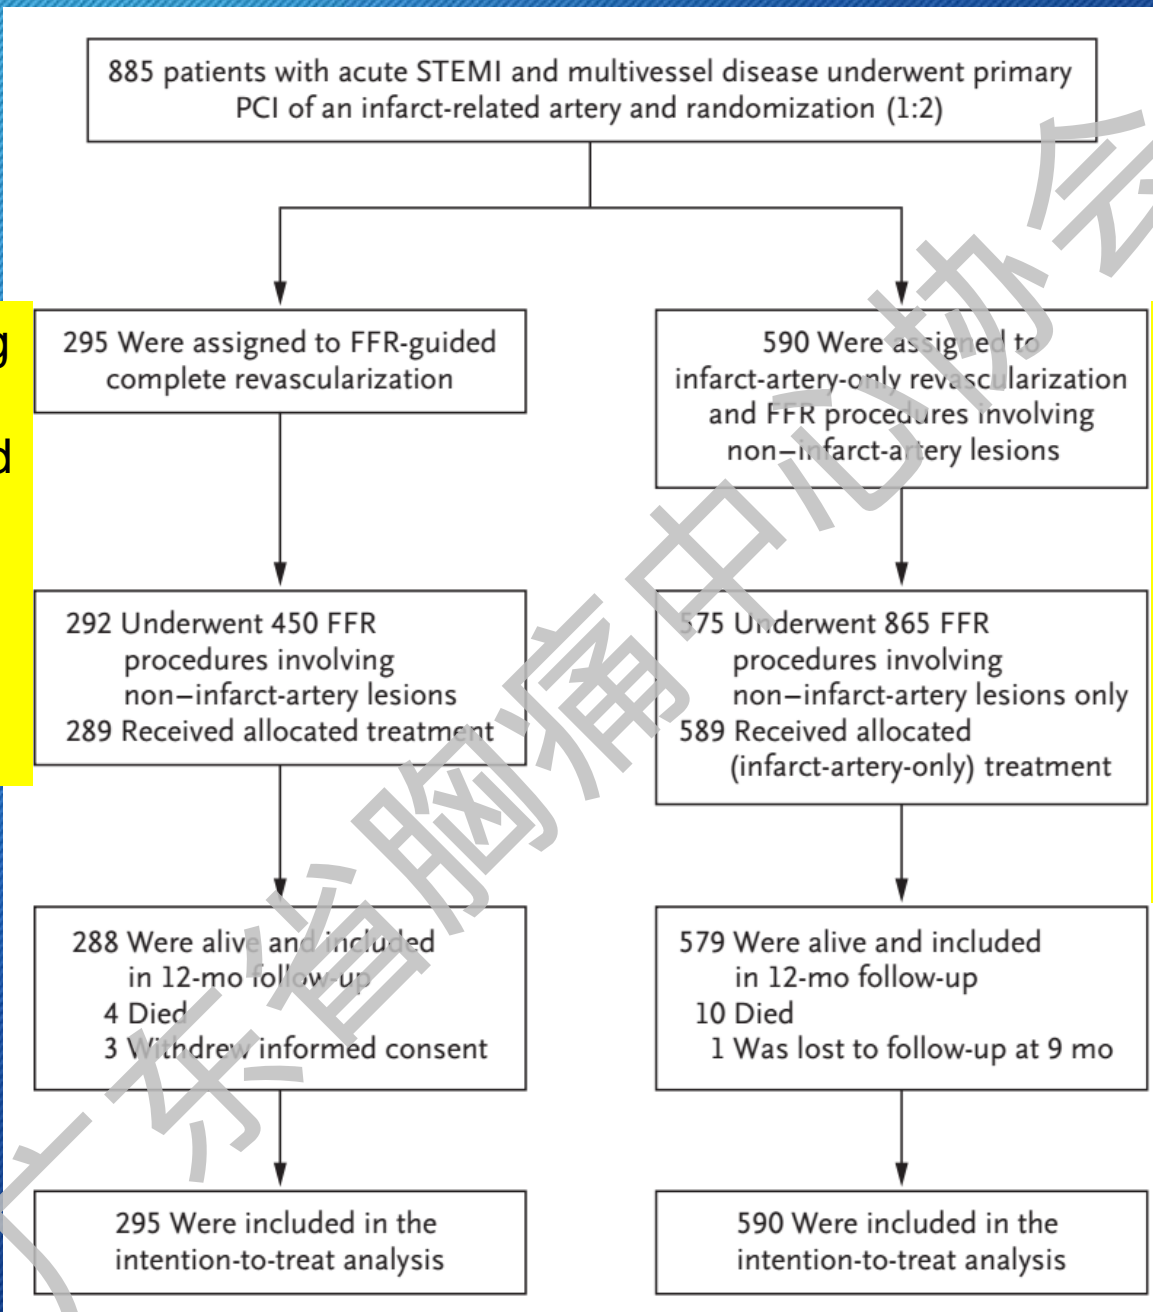 885 patients with acute STEMI and multivessel disease underwent primary
PCI of an infarct-related artery and randomization (1:2)
295 Were assigned to FFR-guided
complete revascularization
590 Were assigned to
infarct-artery-only revascularization
and FFR procedures involving
non–infarct-artery lesions
292 Underwent 450 FFR
procedures involving
non–infarct-artery lesions
289 Received allocated treatment
575 Underwent 865 FFR
procedures involving
non–infarct-artery lesions only
589 Received allocated
(infarct-artery-only) treatment
288 Were alive and included
in 12-mo follow-up
4 Died
3 Withdrew informed consent
579 Were alive and included
in 12-mo follow-up
10 Died
1 Was lost to follow-up at 9 mo
295 Were included in the
intention-to-treat analysis
590 Were included in the
intention-to-treat analysis
广东省胸痛中心协会